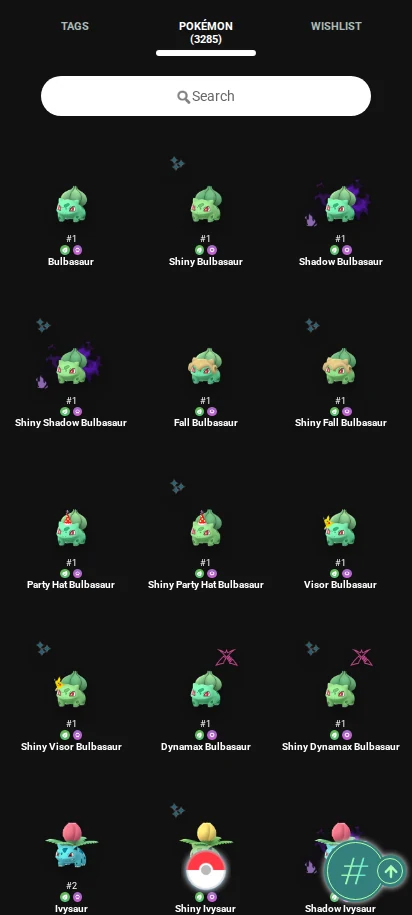 TAGS
POKÉMON
(3285)
WISHLIST
Search
#1
#1
#1
Bulbasaur
Shiny Bulbasaur
Shadow Bulbasaur
#1
#1
#1
Shiny Shadow Bulbasaur
Fall Bulbasaur
Shiny Fall Bulbasaur
#1
#1
#1
Party Hat Bulbasaur
Shiny Party Hat Bulbasaur
Visor Bulbasaur
#1
#1
#1
Shiny Visor Bulbasaur
Dynamax Bulbasaur
Shiny Dynamax Bulbasaur
#2
#
Ivysaur
Shiny Ivysaur
Shadow Ivysaur